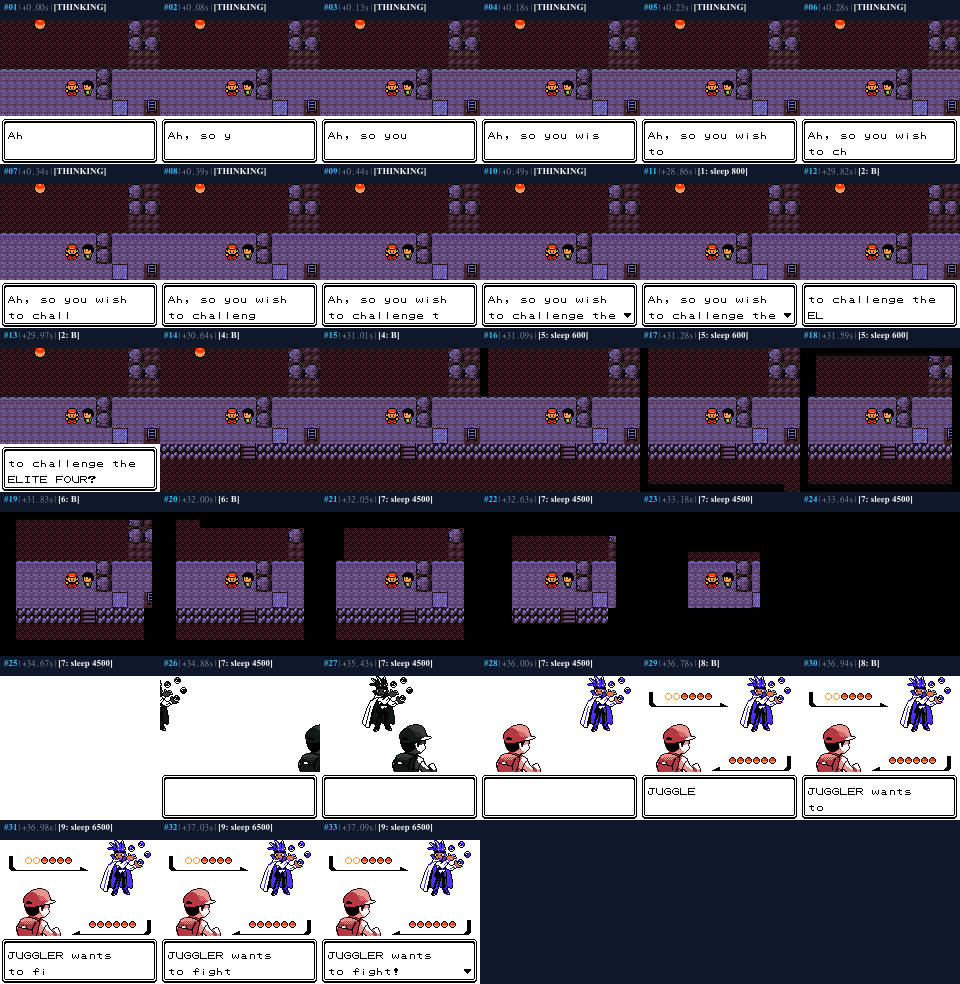 #01|+0.00s|[THINKING]
#02|+0.08s|[THINKING]
#03|+0.13s|[THINKING]
#04|+0.18s|[THINKING]
#05|+0.23s|[THINKING]
#06|+0.28s|[THINKING]
Ah
Ah, so y
Ah, so you
Ah, so you wis
Ah, so you wish
to
Ah, so you wish
to ch
#07|+0.34s|[THINKING]
#08|+0.39s|[THINKING]
#09|+0.44s|[THINKING]
#10|+0.49s|[THINKING]
#11|+28.86s|[1: sleep 800]
#12|+29.82s|[2: B]
Ah, so you wish
to chall
Ah, so you wish
to challeng
Ah, so you wish
to challenge t
Ah, so you wish
to challenge the
Ah, so you wish
to challenge the
to challenge the
EL
#13|+29.97s|[2: B]
#14|+30.64s|[4: B]
#15|+31.01s|[4: B]
#16|+31.09s|[5: sleep 600]
#17|+31.28s|[5: sleep 600]
#18|+31.59s|[5: sleep 600]
to challenge the
ELITE FOUR?
#19|+31.83s|[6: B]
#20|+32.00s|[6: B]
#21|+32.05s|[7: sleep 4500]
#22|+32.63s|[7: sleep 4500]
#23|+33.18s|[7: sleep 4500]
#24|+33.64s|[7: sleep 4500]
#25|+34.67s|[7: sleep 4500]
#26|+34.88s|[7: sleep 4500]
#27|+35.43s|[7: sleep 4500]
#28|+36.00s|[7: sleep 4500]
#29|+36.78s|[8: B]
#30|+36.94s|[8: B]
JUGGLE
JUGGLER wants
to
#31|+36.98s|[9: sleep 6500]
#32|+37.03s|[9: sleep 6500]
#33|+37.09s|[9: sleep 6500]
JUGGLER wants
to fi
JUGGLER wants
to fight
JUGGLER wants
to fight!